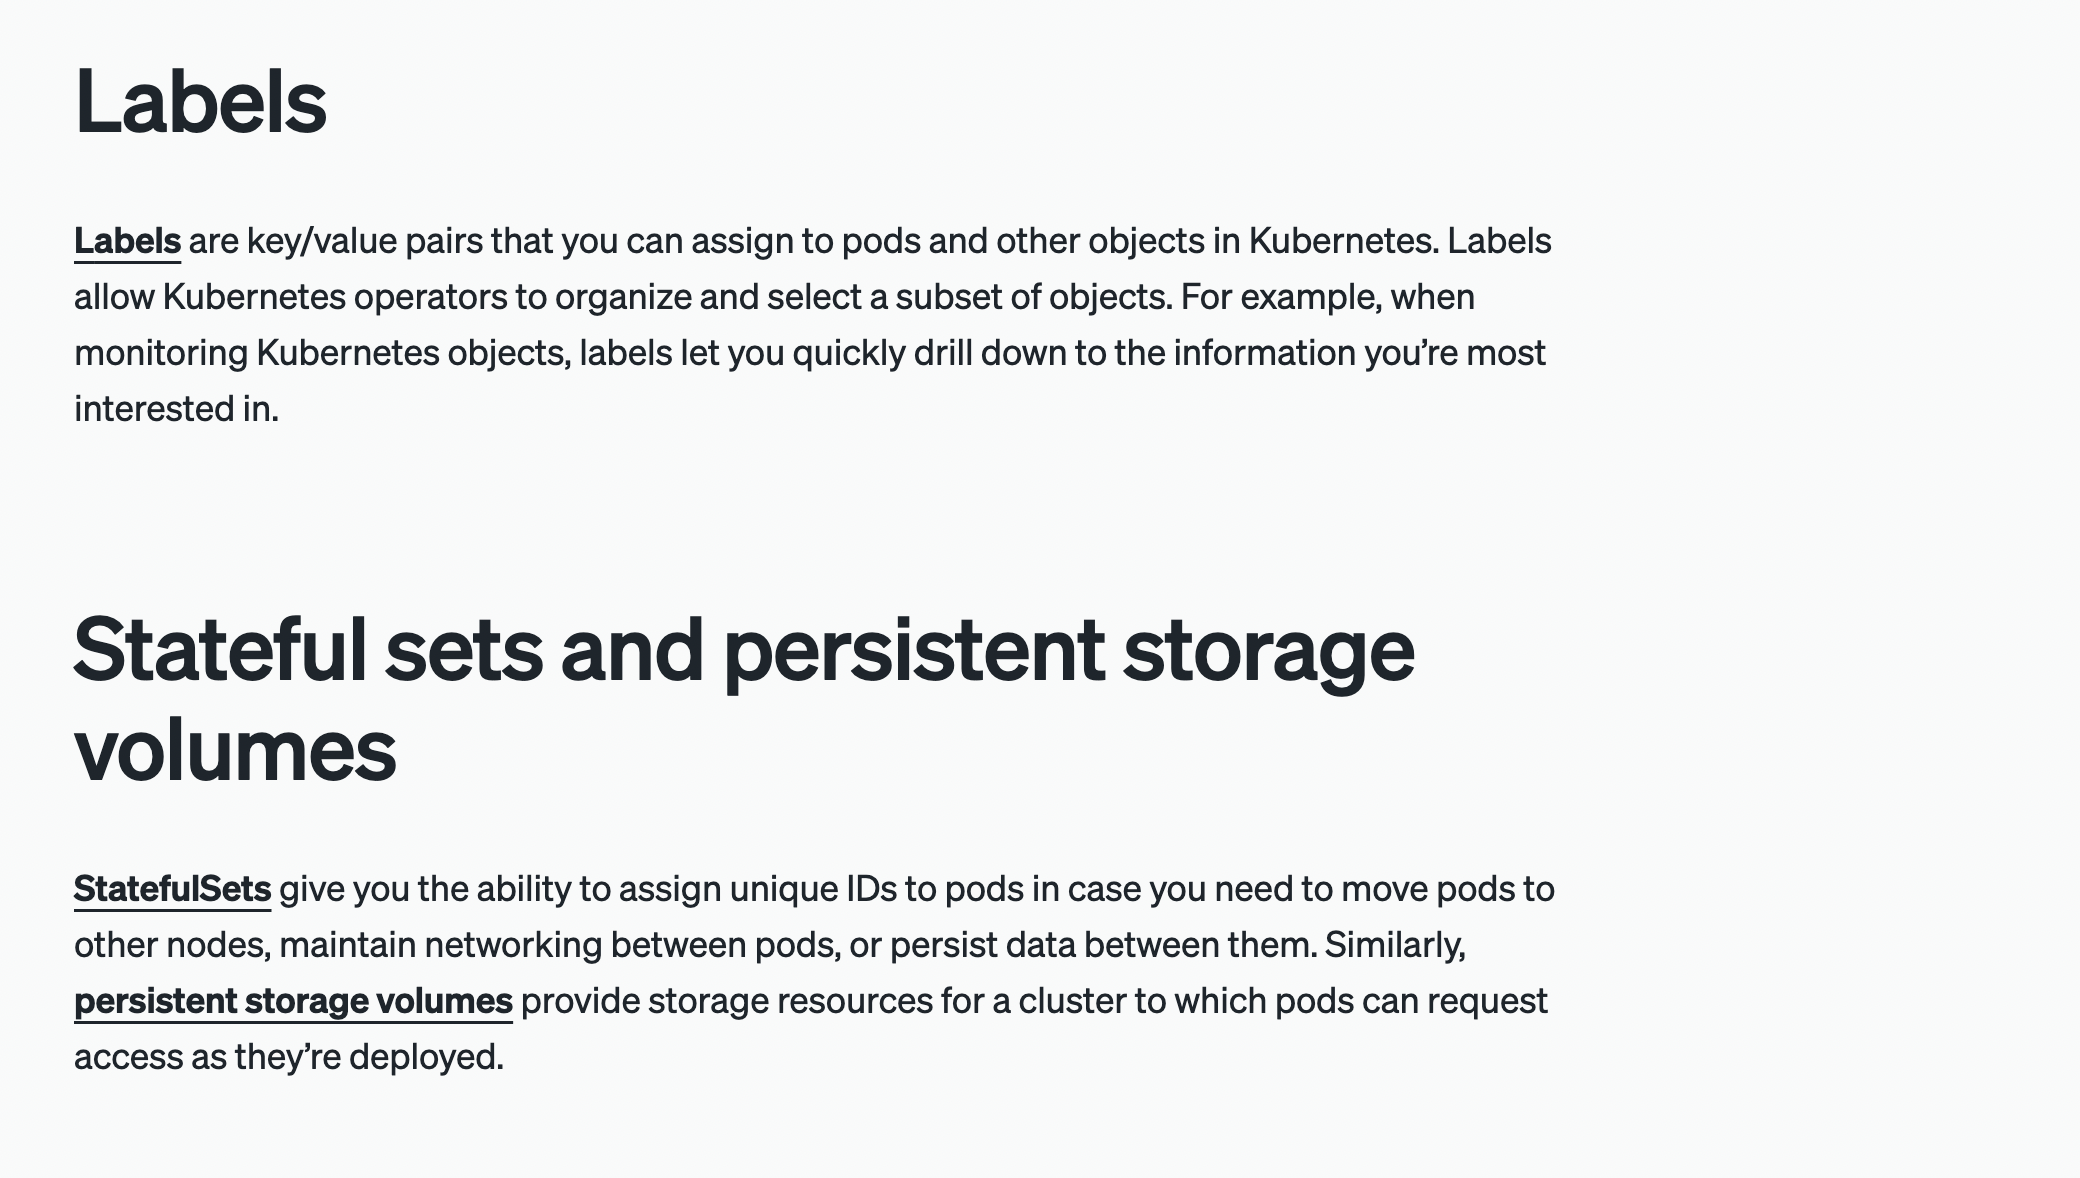 Labels
Labels are key/value pairs that you can assign to pods and other objects in Kubernetes. Labels
allow Kubernetes operators to organize and select a subset of objects. For example, when
monitoring Kubernetes objects, labels let you quickly drill down to the information you’re most
interested in.
Stateful sets and persistent storage
volumes
StatefulSets give you the ability to assign unique IDs to pods in case you need to move pods to
other nodes, maintain networking between pods, or persist data between them. Similarly,
persistent storage volumes provide storage resources for a cluster to which pods can request
access as they’re deployed.